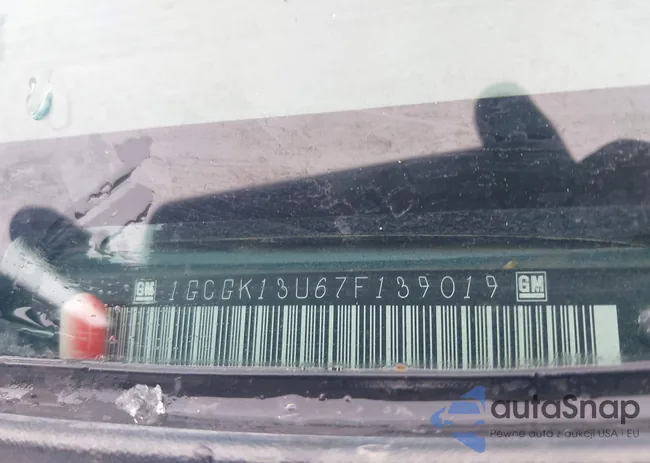 GM 1GCGK13U67F139019 GM
autoSnap
Pewne auta z aukcji USA i EU